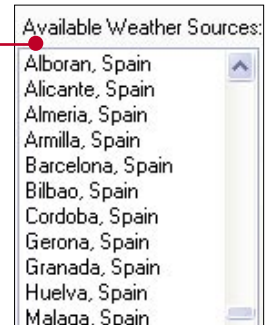 Available Weather Sources:
Alboran, Spain
Alicante, Spain
Almeria, Spain
Armilla, Spain
Barcelona, Spain
Bilbao, Spain
Cordoba, Spain
Gerona, Spain
Granada, Spain
Huelva, Spain
Malaga, Spain